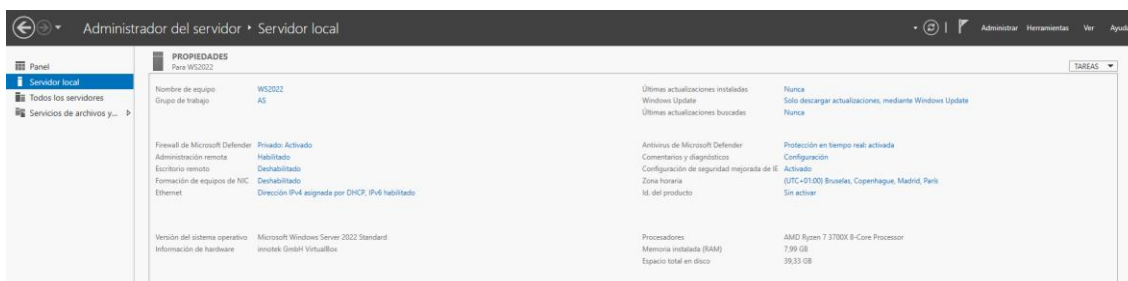 Administrador del servidor ‣ Servidor local
Administrar Herramientas Ver Ayuda
Panel
Servidor local
Todos los servidores
Servicios de archivos y...
PROPIEDADES
Para WS2022
TAREAS
Nombre de equipo WS2022
Grupo de trabajo AS
Últimas actualizaciones instaladas Nunca
Windows Update Solo descargar actualizaciones, mediante Windows Update
Últimas actualizaciones buscadas Nunca
Firewall de Microsoft Defender Privado: Activado
Administración remota Habilitado
Escritorio remoto Deshabilitado
Formación de equipos de NIC Deshabilitado
Ethernet Dirección IPv4 asignada por DHCP, IPv6 habilitado
Antivirus de Microsoft Defender Protección en tiempo real: activada
Comentarios y diagnósticos Configuración
Configuración de seguridad mejorada de IE Activado
Zona horaria (UTC+01:00) Bruselas, Copenhague, Madrid, París
Id. del producto Sin activar
Versión del sistema operativo Microsoft Windows Server 2022 Standard
Información de hardware innotek GmbH VirtualBox
Procesadores AMD Ryzen 7 3700X 8-Core Processor
Memoria instalada (RAM) 7,99 GB
Espacio total en disco 39,33 GB